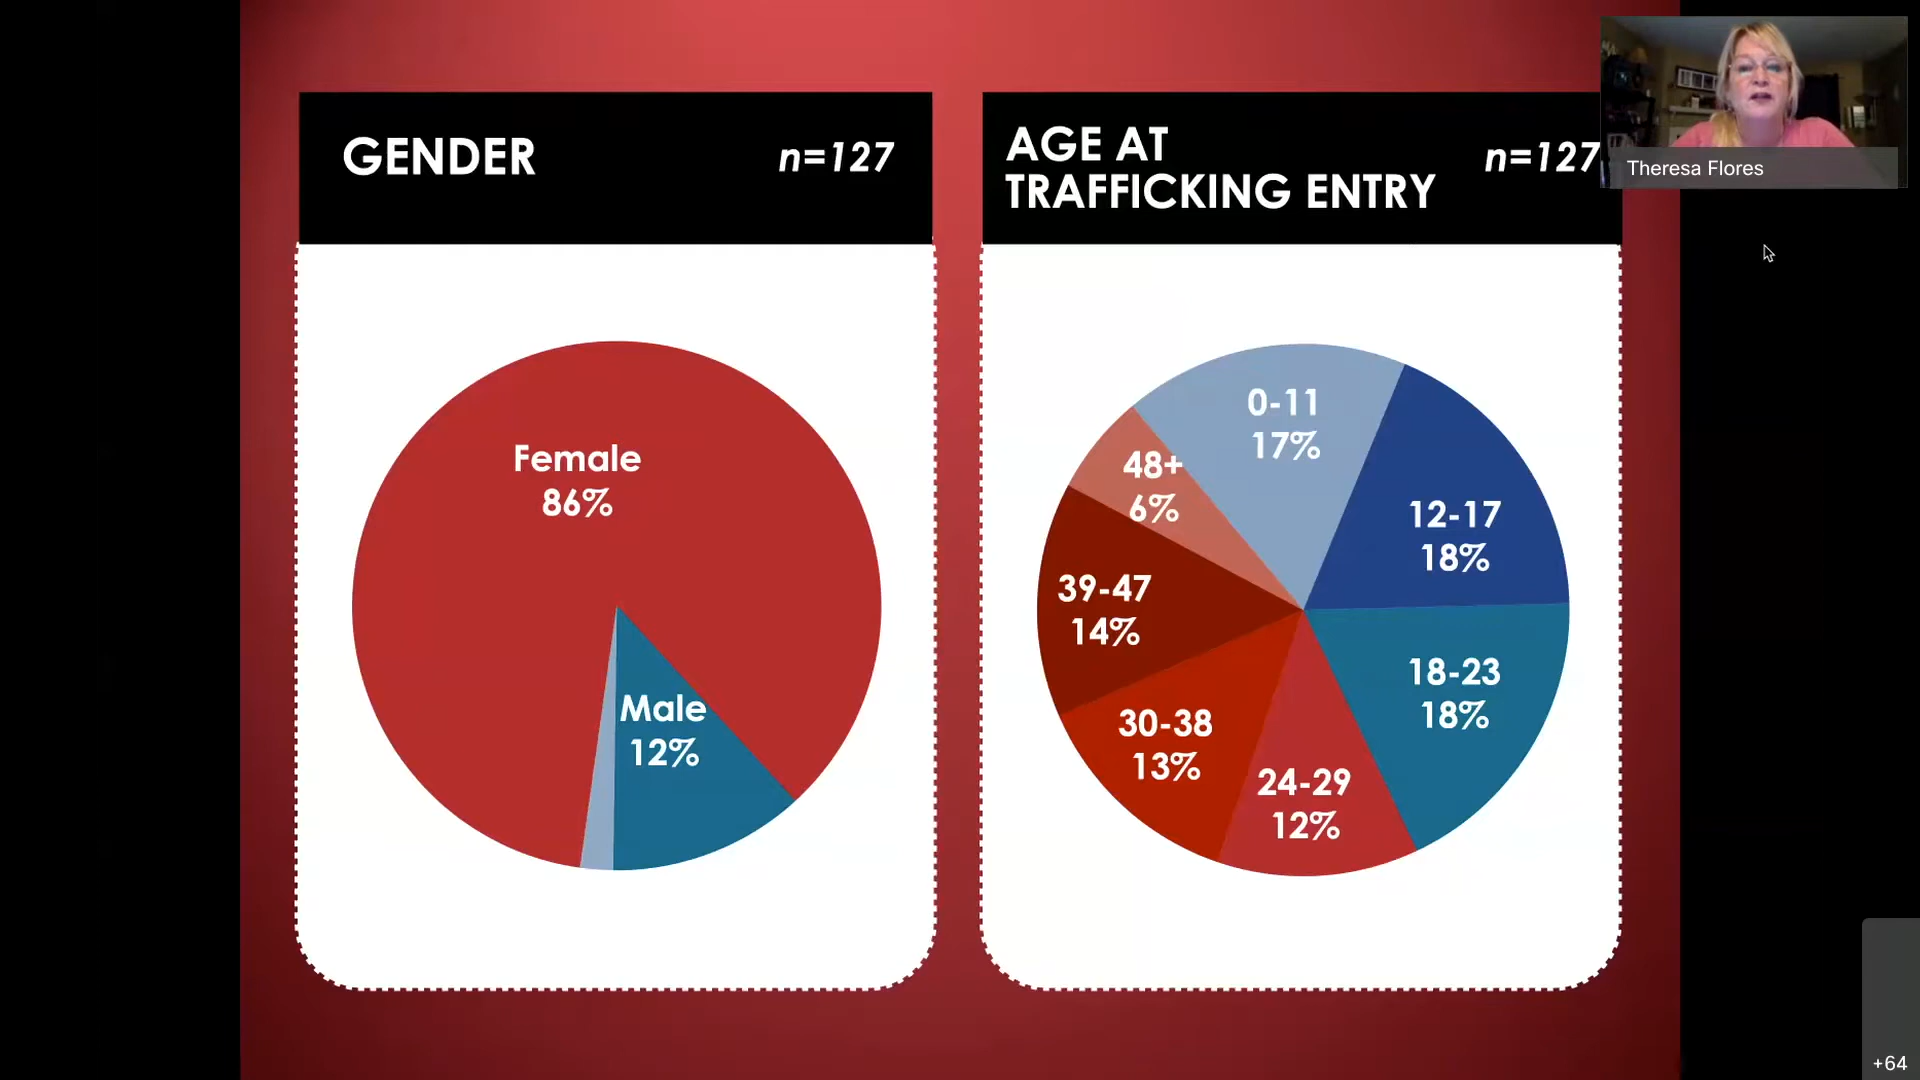 GENDER
n=127
Female
86%
Male
12%
AGE AT
TRAFFICKING ENTRY
n=127
0-11
17%
12-17
18%
18-23
18%
24-29
12%
30-38
13%
39-47
14%
48+
6%
Theresa Flores
+64